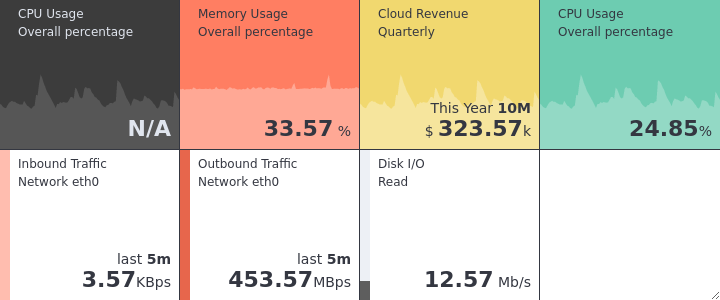 CPU Usage
Overall percentage
N/A
Memory Usage
Overall percentage
33.57 %
Cloud Revenue
Quarterly
This Year 10M
$ 323.57k
CPU Usage
Overall percentage
24.85%
Inbound Traffic
Network eth0
last 5m
3.57KBps
Outbound Traffic
Network eth0
last 5m
453.57MBps
Disk I/O
Read
12.57 Mb/s